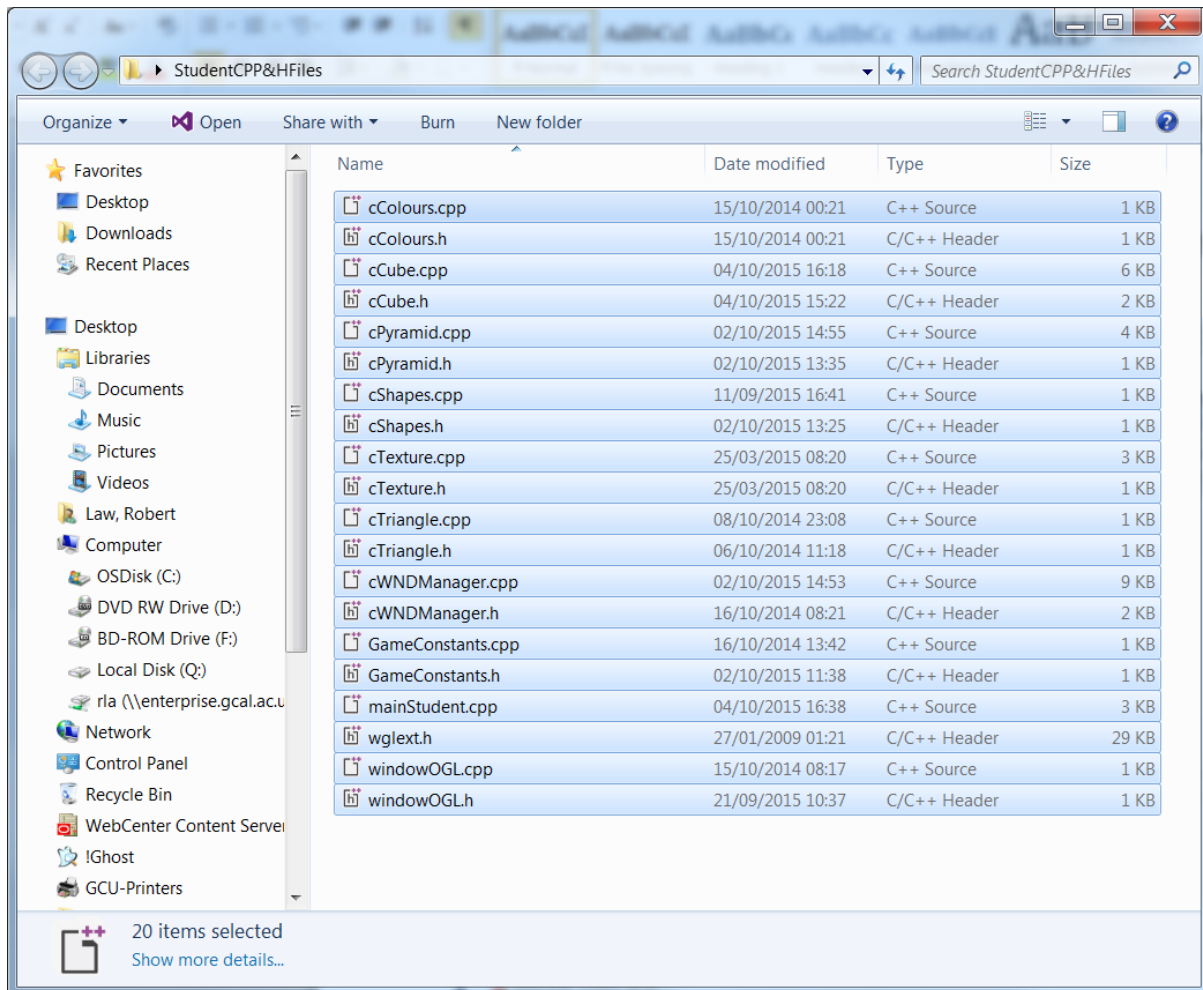 StudentCPP&HFiles
Search StudentCPP&HFiles
Organize Open Share with Burn New folder
Name Date modified Type Size
Favorites
Desktop
Downloads
Recent Places
Desktop
Libraries
Documents
Music
Pictures
Videos
Law, Robert
Computer
OSDisk (C:)
DVD RW Drive (D:)
BD-ROM Drive (F:)
Local Disk (Q:)
rla (\\enterprise.gcal.ac.u
Network
Control Panel
Recycle Bin
WebCenter Content Server
!Ghost
GCU-Printers
cColours.cpp 15/10/2014 00:21 C++ Source 1 KB
cColours.h 15/10/2014 00:21 C/C++ Header 1 KB
cCube.cpp 04/10/2015 16:18 C++ Source 6 KB
cCube.h 04/10/2015 15:22 C/C++ Header 2 KB
cPyramid.cpp 02/10/2015 14:55 C++ Source 4 KB
cPyramid.h 02/10/2015 13:35 C/C++ Header 1 KB
cShapes.cpp 11/09/2015 16:41 C++ Source 1 KB
cShapes.h 02/10/2015 13:25 C/C++ Header 1 KB
cTexture.cpp 25/03/2015 08:20 C++ Source 3 KB
cTexture.h 25/03/2015 08:20 C/C++ Header 1 KB
cTriangle.cpp 08/10/2014 23:08 C++ Source 1 KB
cTriangle.h 06/10/2014 11:18 C/C++ Header 1 KB
cWNDManager.cpp 02/10/2015 14:53 C++ Source 9 KB
cWNDManager.h 16/10/2014 08:21 C/C++ Header 2 KB
GameConstants.cpp 16/10/2014 13:42 C++ Source 1 KB
GameConstants.h 02/10/2015 11:38 C/C++ Header 1 KB
mainStudent.cpp 04/10/2015 16:38 C++ Source 3 KB
wglext.h 27/01/2009 01:21 C/C++ Header 29 KB
windowOGL.cpp 15/10/2014 08:17 C++ Source 1 KB
windowOGL.h 21/09/2015 10:37 C/C++ Header 1 KB
20 items selected
Show more details...